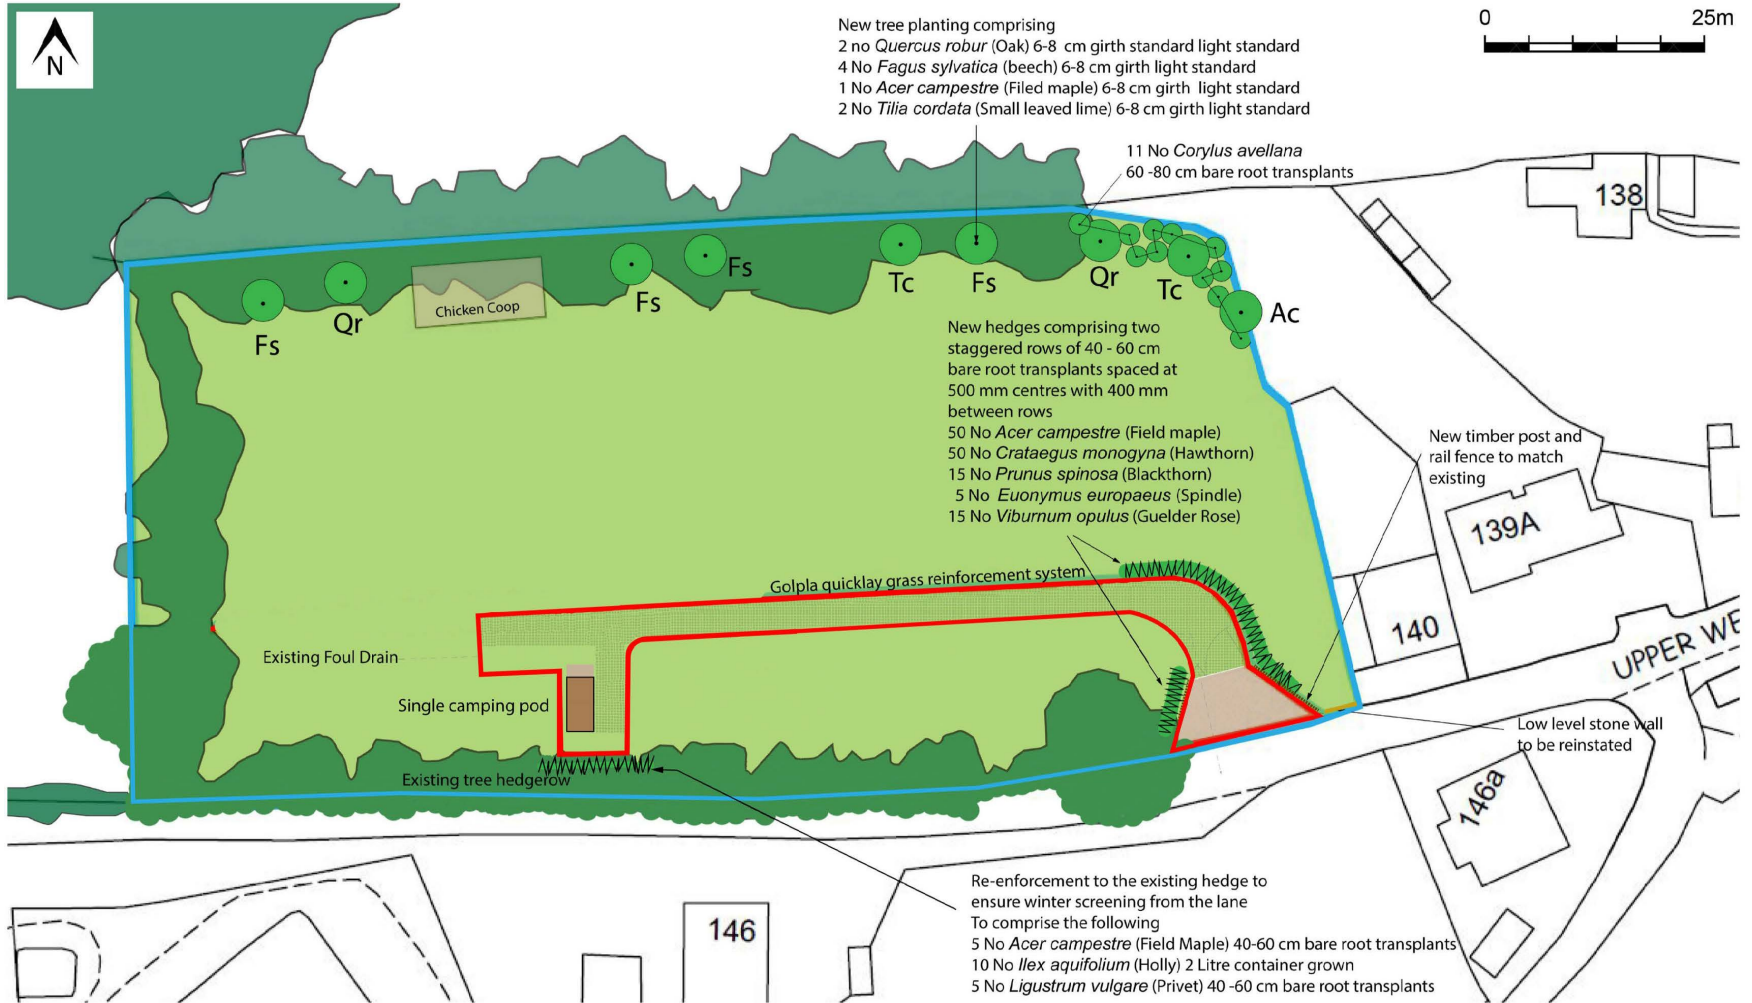 N
0 25m
New tree planting comprising
2 no Quercus robur (Oak) 6-8 cm girth standard light standard
4 No Fagus sylvatica (beech) 6-8 cm girth light standard
1 No Acer campestre (Filed maple) 6-8 cm girth light standard
2 No Tilia cordata (Small leaved lime) 6-8 cm girth light standard
11 No Corylus avellana
60 -80 cm bare root transplants
138
Fs
Qr
Chicken Coop
Fs
Fs
Tc
Fs
Qr
Tc
Ac
New hedges comprising two
staggered rows of 40 - 60 cm
bare root transplants spaced at
500 mm centres with 400 mm
between rows
50 No Acer campestre (Field maple)
50 No Crataegus monogyna (Hawthorn)
15 No Prunus spinosa (Blackthorn)
5 No Euonymus europaeus (Spindle)
15 No Viburnum opulus (Guelder Rose)
New timber post and
rail fence to match
existing
139A
Golpla quicklay grass reinforcement system
140
UPPER WE
Existing Foul Drain
Single camping pod
Low level stone wall
to be reinstated
Existing tree hedgerow
146a
146
Re-enforcement to the existing hedge to
ensure winter screening from the lane
To comprise the following
5 No Acer campestre (Field Maple) 40-60 cm bare root transplants
10 No Ilex aquifolium (Holly) 2 Litre container grown
5 No Ligustrum vulgare (Privet) 40 -60 cm bare root transplants